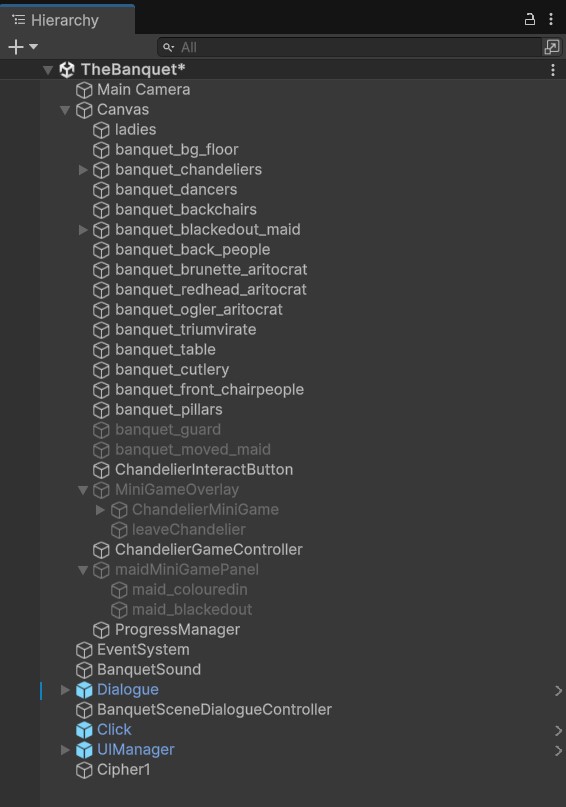 Hierarchy
All
TheBanquet*
Main Camera
Canvas
ladies
banquet_bg_floor
banquet_chandeliers
banquet_dancers
banquet_backchairs
banquet_blackedout_maid
banquet_back_people
banquet_brunette_aritocrat
banquet_redhead_aritocrat
banquet_ogler_aritocrat
banquet_triumvirate
banquet_table
banquet_cutlery
banquet_front_chairpeople
banquet_pillars
banquet_guard
banquet_moved_maid
ChandelierInteractButton
MiniGameOverlay
ChandelierMiniGame
leaveChandelier
ChandelierGameController
maidMiniGamePanel
maid_colouredin
maid_blackedout
ProgressManager
EventSystem
BanquetSound
Dialogue
BanquetSceneDialogueController
Click
UIManager
Cipher1